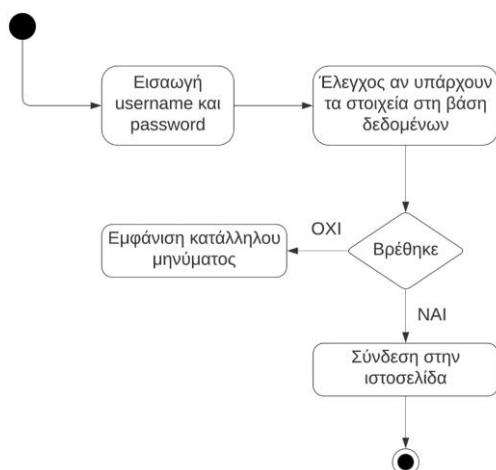 Εισαωγή
username και
password
Έλεγχος αν υπάρχουν
τα στοιχεία στη βάση
δεδομένων
Βρέθηκε
ΟΧΙ
Εμφάνιση κατάλληλου
μηνύματος
ΝΑΙ
Σύνδεση στην
ιστοσελίδα